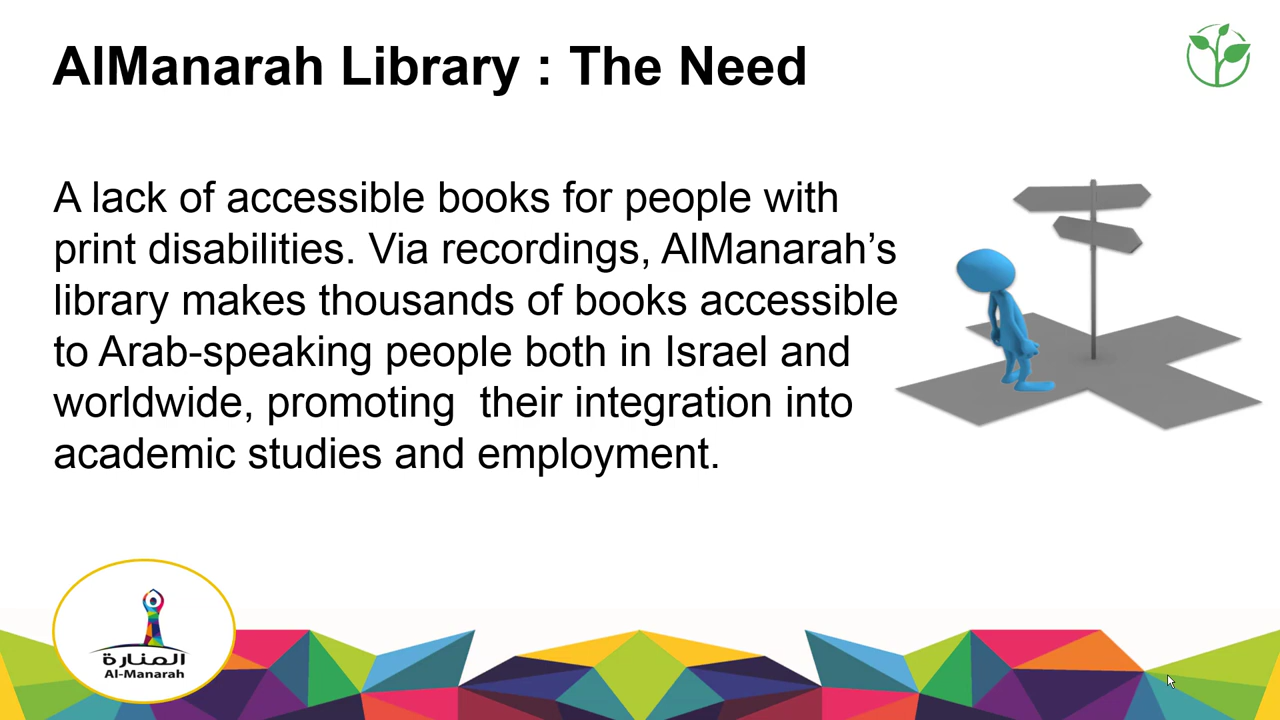 AlManarah Library : The Need
A lack of accessible books for people with
print disabilities. Via recordings, AlManarah’s
library makes thousands of books accessible
to Arab-speaking people both in Israel and
worldwide, promoting  their integration into
academic studies and employment.
المنارة
Al-Manarah